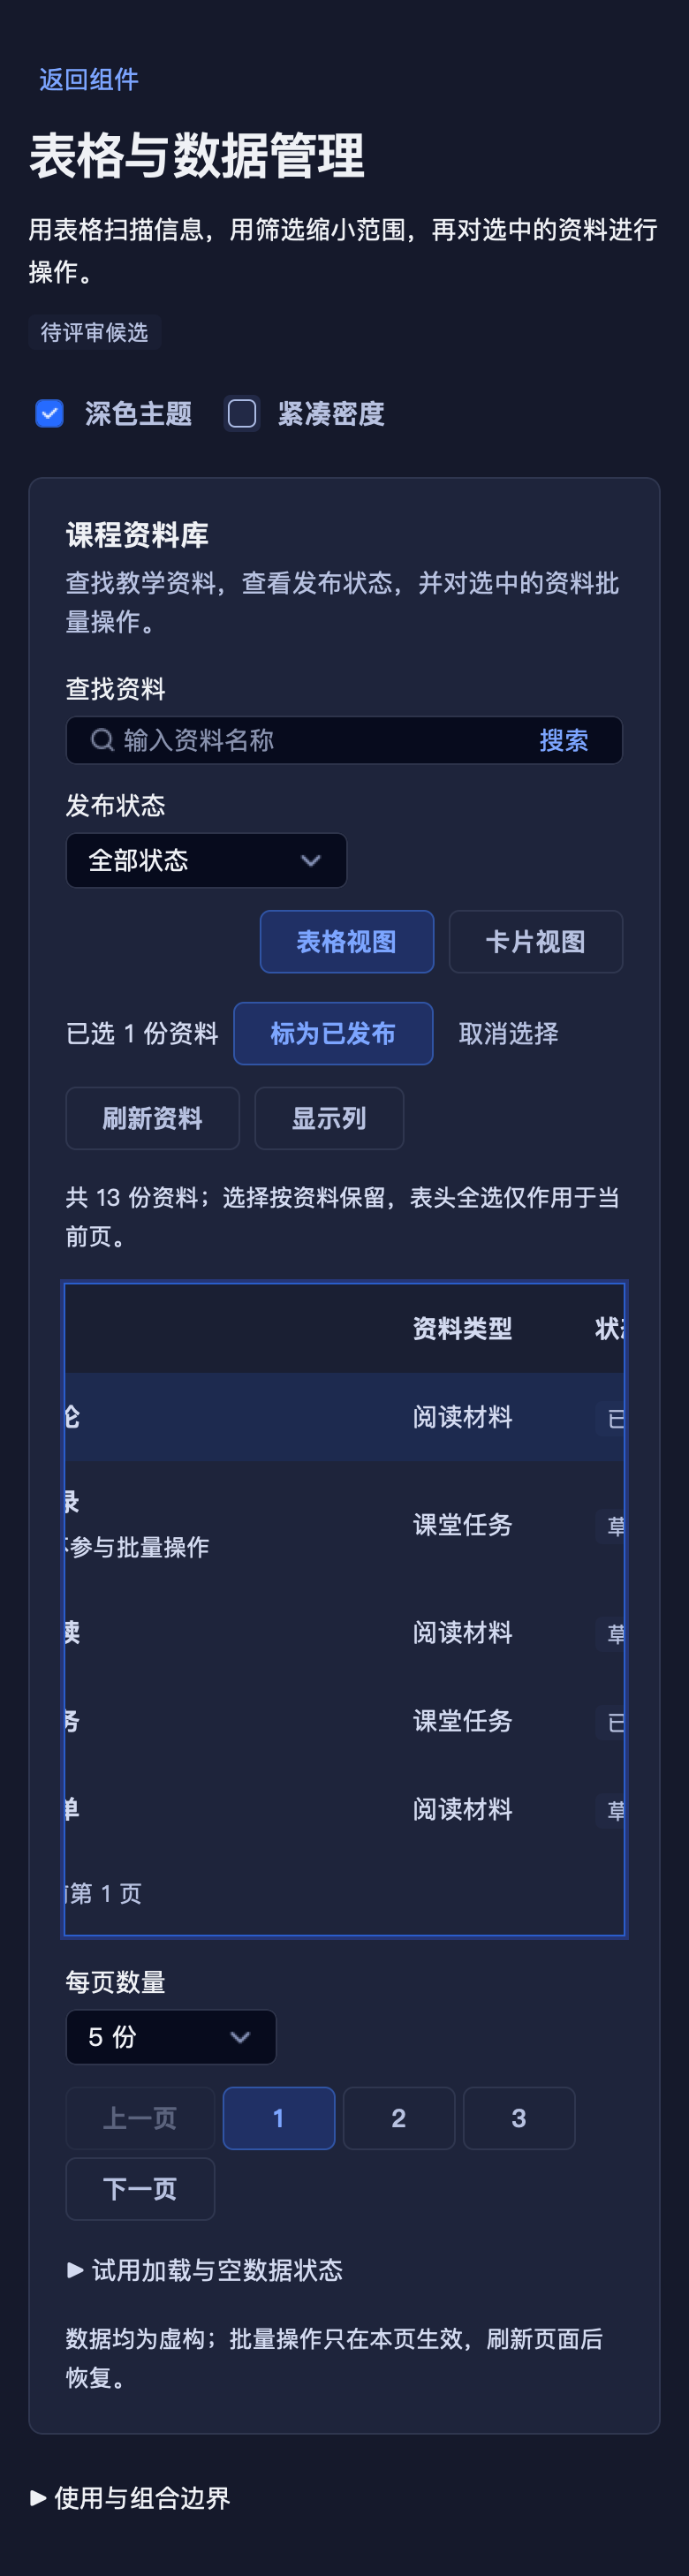 返回组件
表格与数据管理
用表格扫描信息，用筛选缩小范围，再对选中的资料进行
操作。
待评审候选
深色主题 紧凑密度
课程资料库
查找教学资料，查看发布状态，并对选中的资料批
量操作。
查找资料
输入资料名称 搜索
发布状态
全部状态
表格视图 卡片视图
已选 1 份资料 标为已发布 取消选择
刷新资料 显示列
共 13 份资料；选择按资料保留，表头全选仅作用于当
前页。
资料类型
阅读材料
课堂任务
参与批量操作
阅读材料
课堂任务
阅读材料
第 1 页
每页数量
5 份
上一页 1 2 3
下一页
试用加载与空数据状态
数据均为虚构；批量操作只在本页生效，刷新页面后
恢复。
使用与组合边界